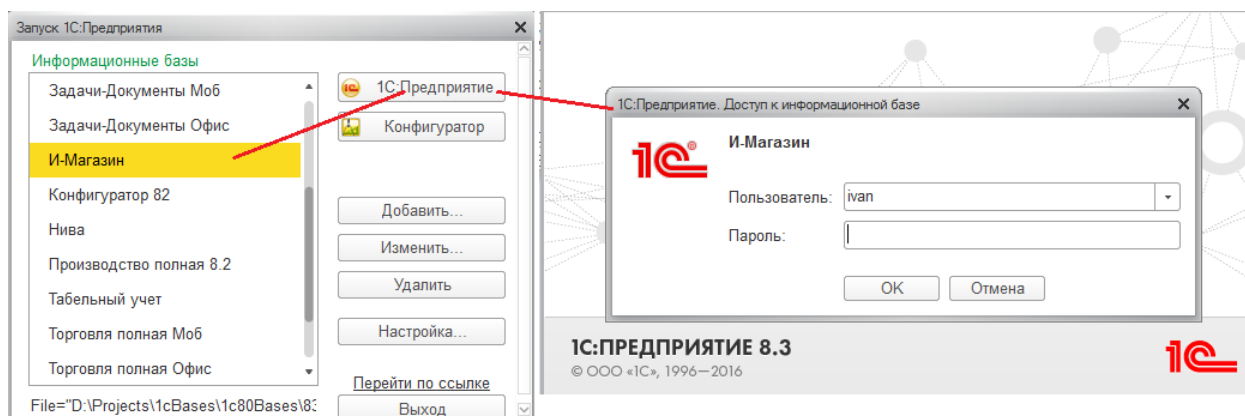 Запуск 1С:Предприятия
Информационные базы
Задачи-Документы Моб
Задачи-Документы Офис
И-Магазин
Конфигуратор 82
Нива
Производство полная 8.2
Табельный учет
Торговля полная Моб
Торговля полная Офис
File="D:\Projects\1cBases\1c80Bases\83
1С:Предприятие
Конфигуратор
Добавить...
Изменить...
Удалить
Настройка...
Перейти по ссылке
Выход
1С:Предприятие. Доступ к информационной базе
1С
И-Магазин
Пользователь: ivan
Пароль:
OK Отмена
1С:ПРЕДПРИЯТИЕ 8.3
© ООО «1С», 1996—2016
1С